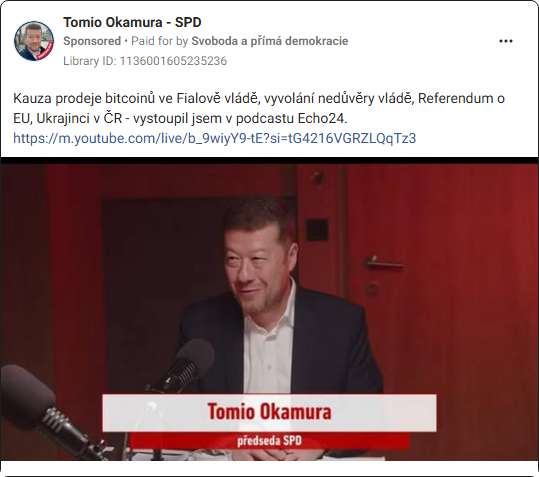 Tomio Okamura - SPD
Sponsored • Paid for by Svoboda a přímá demokracie
Library ID: 1136001605235236
Kauza prodeje bitcoinů ve Fialově vládě, vyvolání nedůvěry vládě, Referendum o
EU, Ukrajinci v ČR - vystoupil jsem v podcastu Echo24.
https://m.youtube.com/live/b_9wiyY9-tE?si=tG4216VGRZLQqTz3
Tomio Okamura
předseda SPD